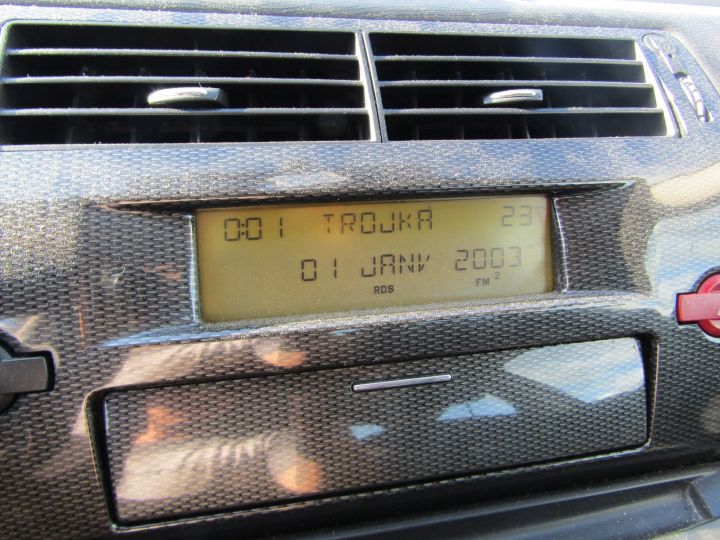 0:01 TROJKA 23
01 JANV 2003
RDS FM 2